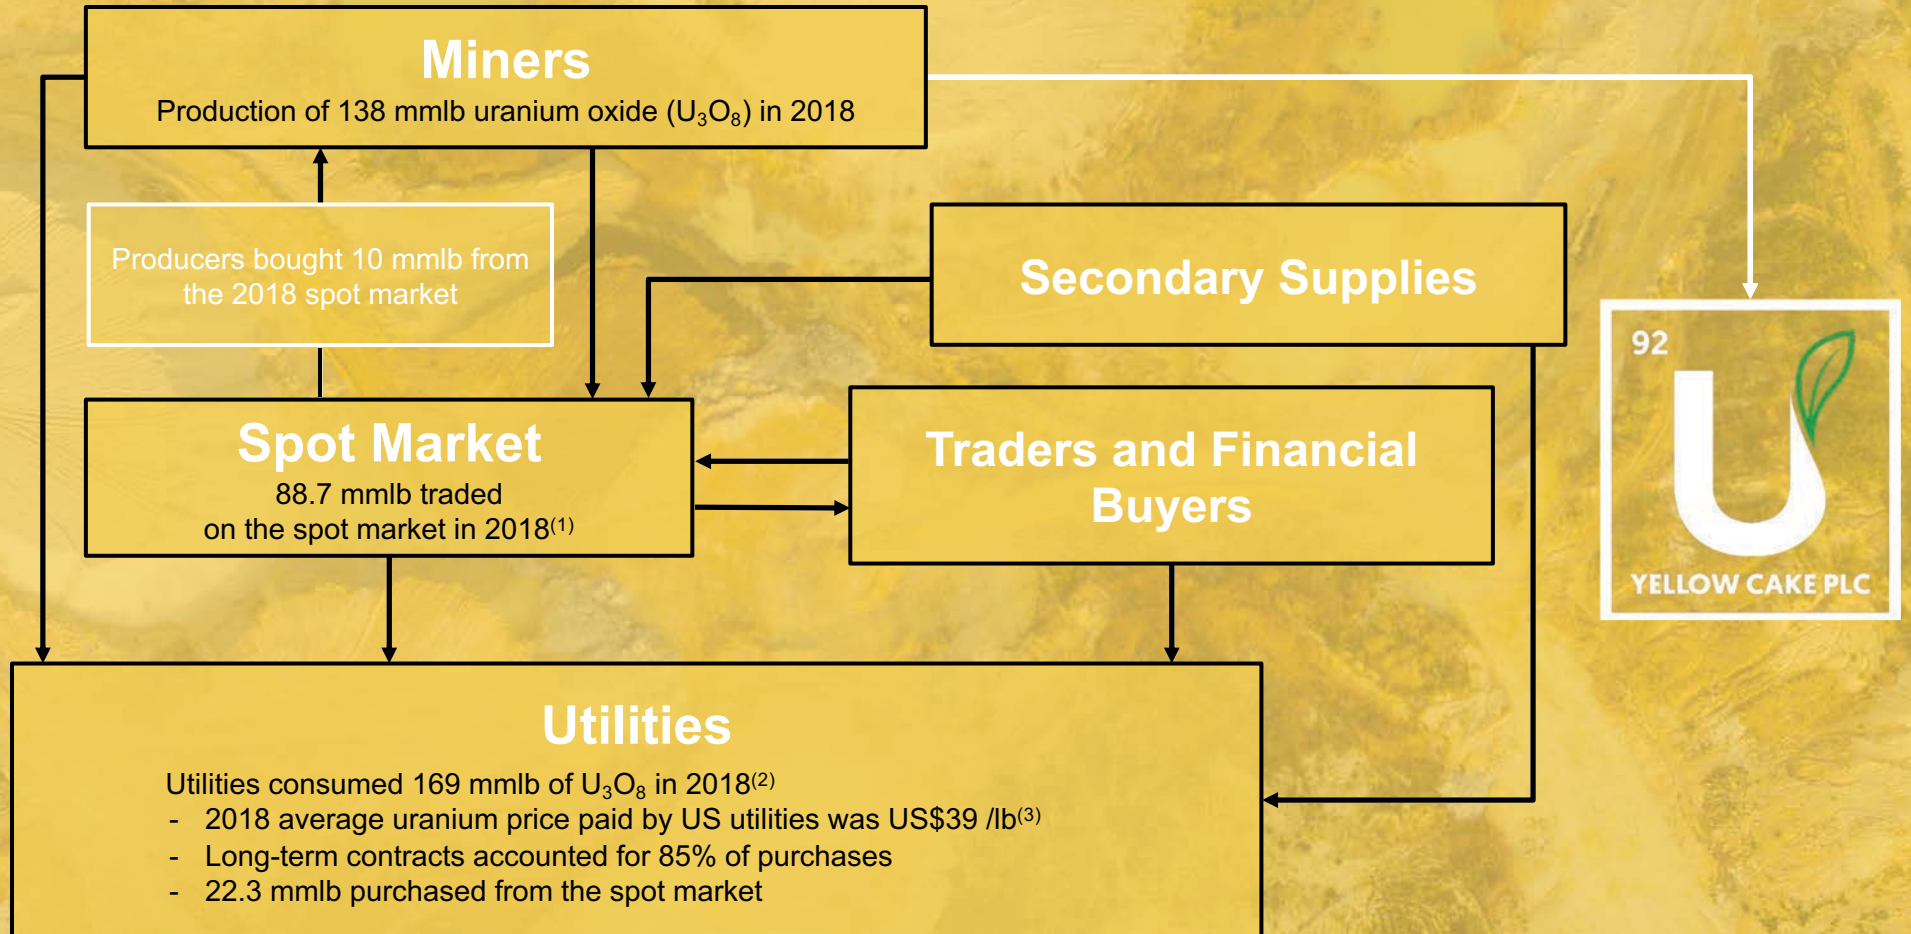 Miners
Production of 138 mmlb uranium oxide (U₃O₈) in 2018
Producers bought 10 mmlb from
the 2018 spot market
Secondary Supplies
92
U
YELLOW CAKE PLC
Spot Market
88.7 mmlb traded
on the spot market in 2018⁽¹⁾
Traders and Financial
Buyers
Utilities
Utilities consumed 169 mmlb of U₃O₈ in 2018⁽²⁾
- 2018 average uranium price paid by US utilities was US$39 /lb⁽³⁾
- Long-term contracts accounted for 85% of purchases
- 22.3 mmlb purchased from the spot market